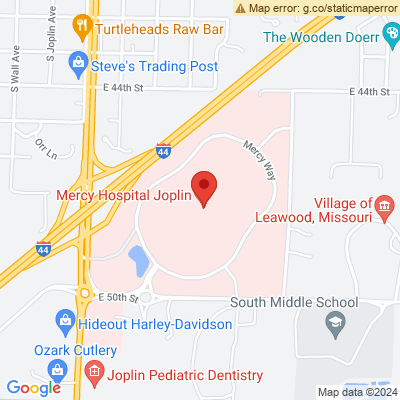 Map error: g.co/staticmaperror
Turtleheads Raw Bar
The Wooden Doerr
S Wall Ave
S Joplin Ave
Steve's Trading Post
E 44th St
E 44th St
Orr Ln
44
Mercy Way
Mercy Hospital Joplin
Village of
Leawood, Missouri
44
E 50th St
South Middle School
Hideout Harley-Davidson
Ozark Cutlery
Joplin Pediatric Dentistry
Google
Map data ©2024